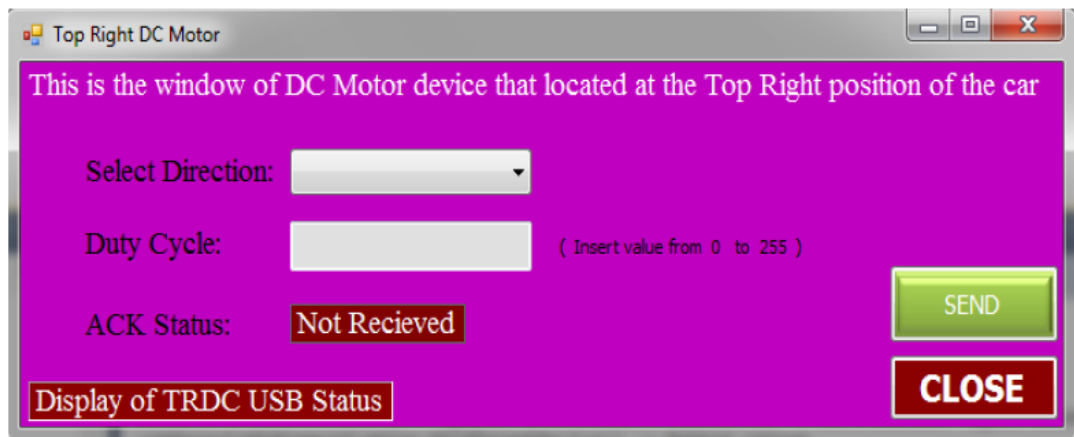 Top Right DC Motor
This is the window of DC Motor device that located at the Top Right position of the car
Select Direction:
Duty Cycle: ( Insert value from 0 to 255 )
ACK Status: Not Recieved
SEND
Display of TRDC USB Status
CLOSE